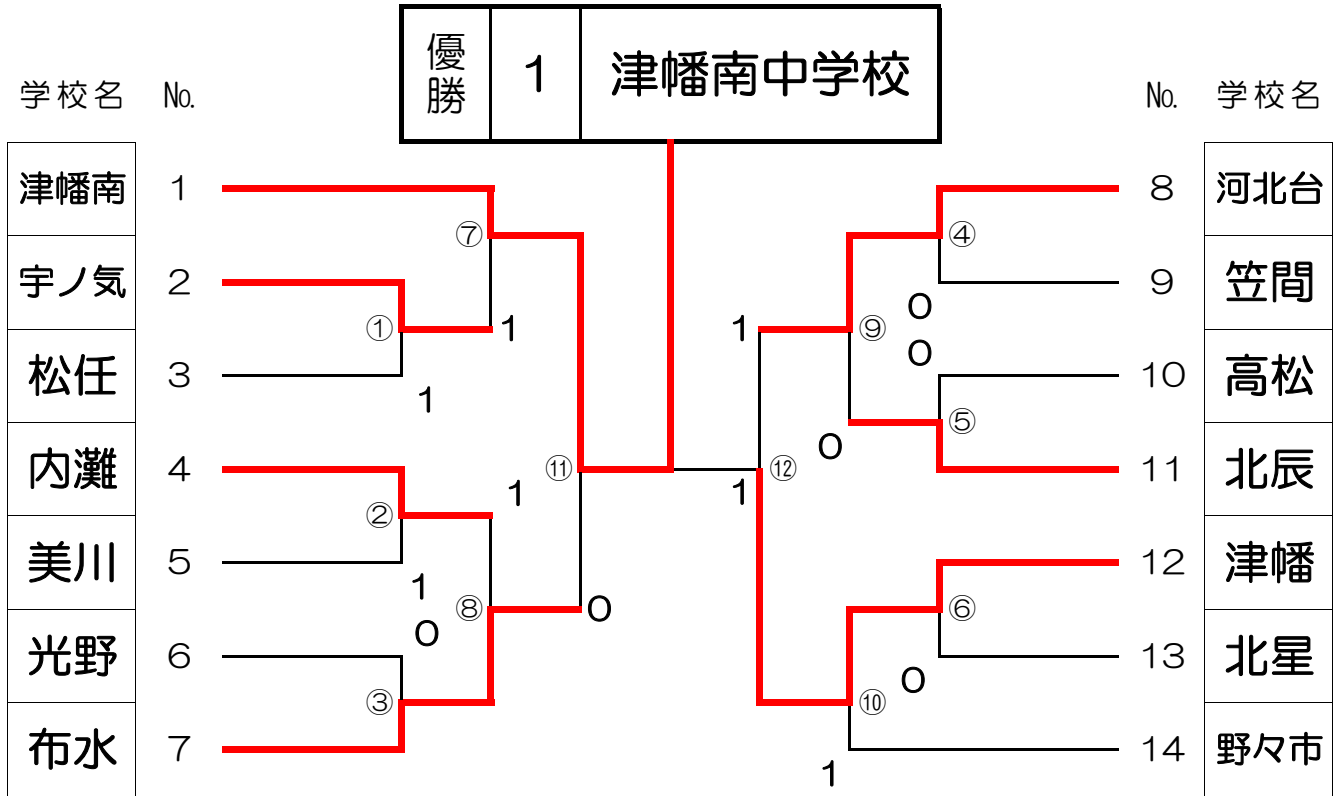 優勝 1 津幡南中学校
学校名 No.
No. 学校名
津幡南 1
8 河北台
⑦
④
宇ノ気 2
9 笠間
0
① 1
1 ⑨
0
松任 3
10 高松
1
⑤
0
内灘 4
11 北辰
⑪
⑫
1
1
②
美川 5
12 津幡
1
⑧
0
⑥
0
光野 6
13 北星
0
③
⑩
布水 7
14 野々市
1